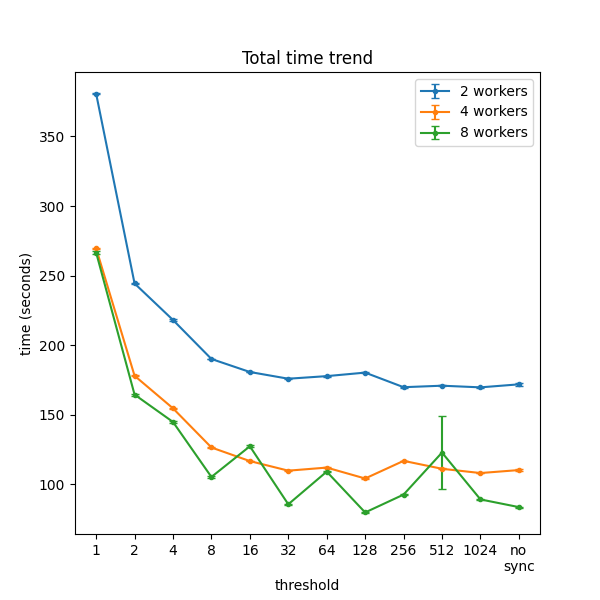 Total time trend
2 workers
4 workers
8 workers
350
300
250
200
150
100
time (seconds)
1 2 4 8 16 32 64 128 256 512 1024 no
sync
threshold